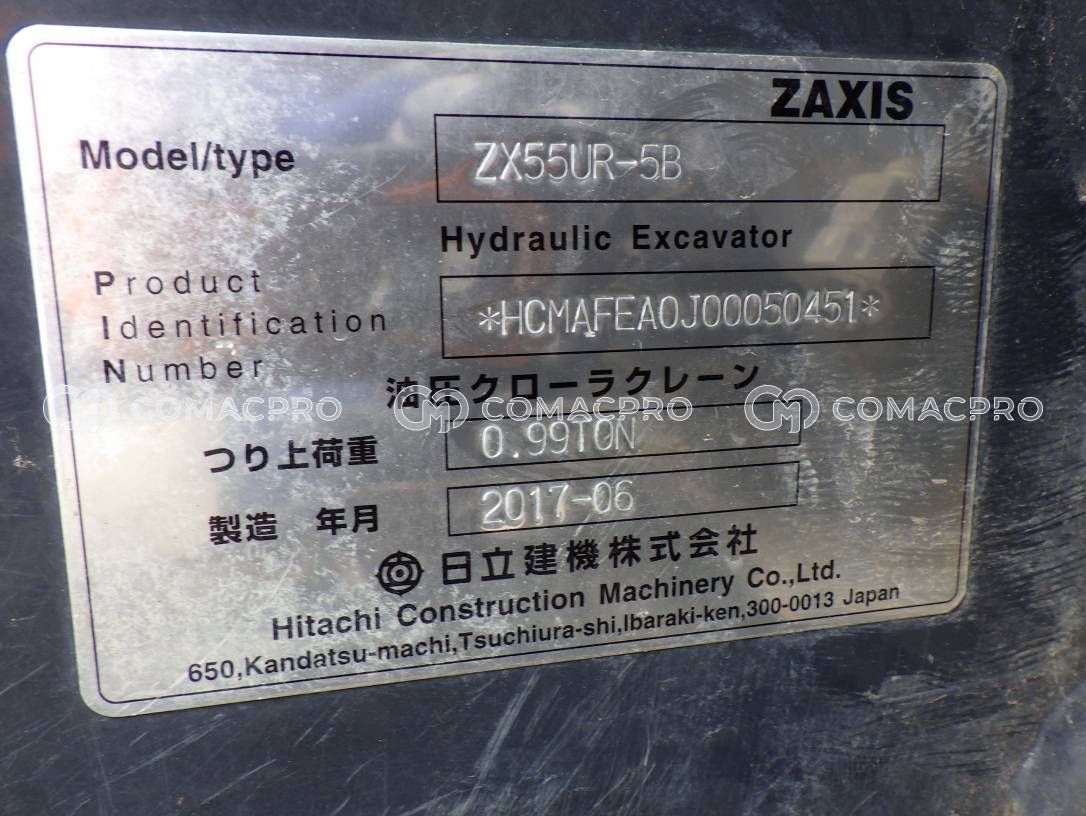 ZAXIS
Model/type ZX55UR-5B
Hydraulic Excavator
Product
Identification
Number
*HCMAFEA0J00050451*
油圧クローラクレーン
COMACPRO COMACPRO COMACPRO
つり上荷重 0.99TON
製造 年月 2017-06
日立建機株式会社
Hitachi Construction Machinery Co.,Ltd.
650,Kandatsu-machi,Tsuchiura-shi,Ibaraki-ken,300-0013 Japan